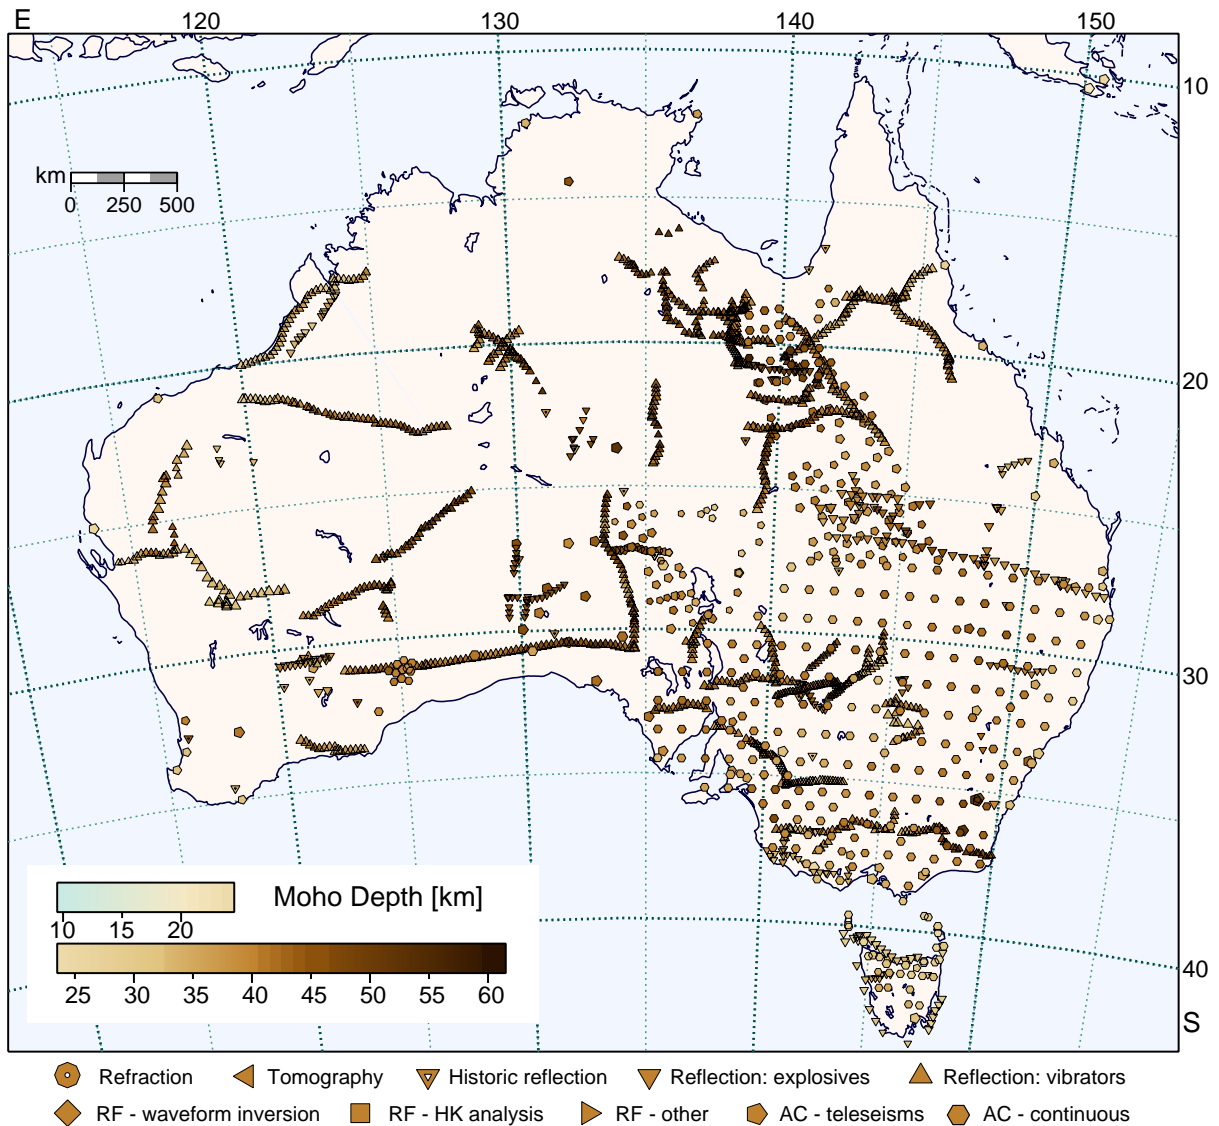 E 120 130 140 150
10
km
0 250 500
20
30
Moho Depth [km]
10 15 20
25 30 35 40 45 50 55 60
40
S
Refraction Tomography Historic reflection Reflection: explosives Reflection: vibrators
RF - waveform inversion RF - HK analysis RF - other AC - teleseisms AC - continuous